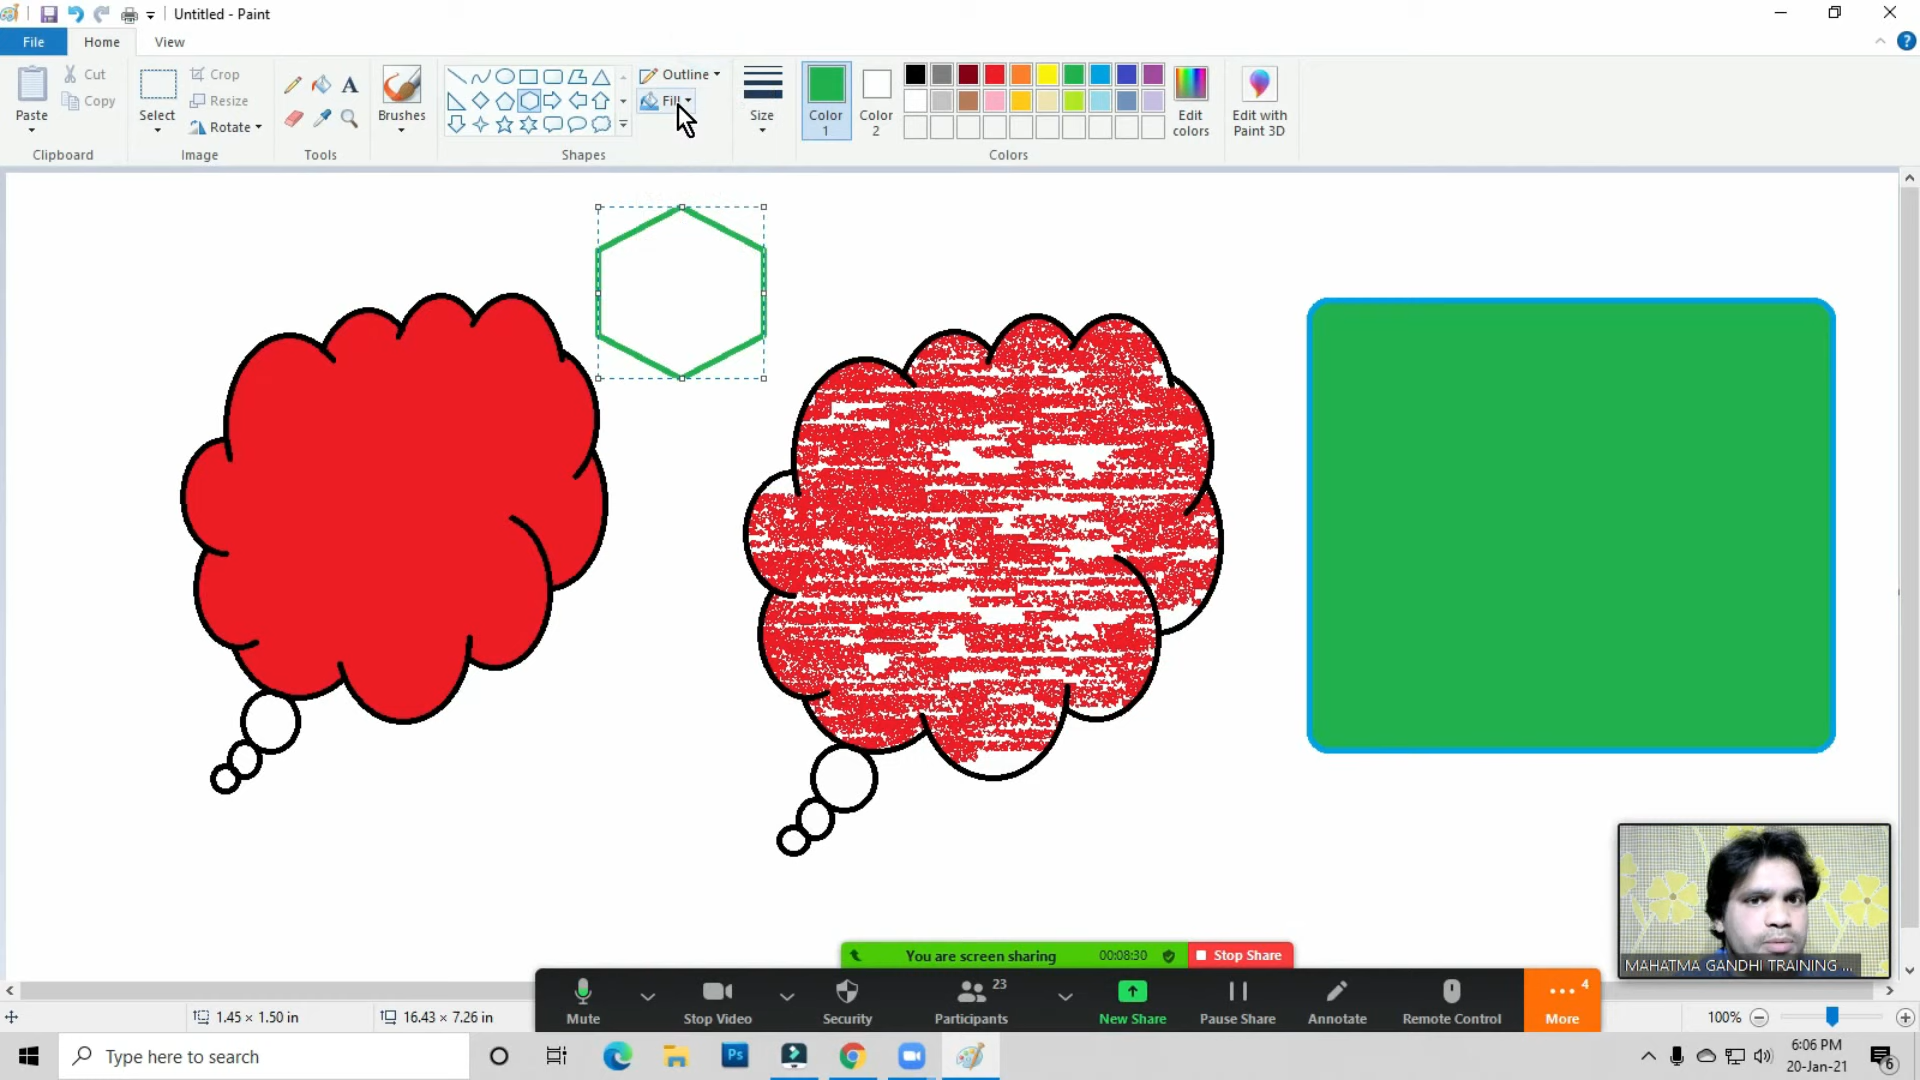 Untitled - Paint
File Home View
Paste
Cut
Copy
Clipboard
Select
Crop
Resize
Rotate
Image
A
Tools
Brushes
Shapes
Outline
Fill
Size
Color 1
Color 2
Edit colors
Edit with Paint 3D
Colors
MAHATMA GANDHI TRAINING ...
You are screen sharing 00:08:30 Stop Share
Mute
Stop Video
Security
Participants 23
New Share
Pause Share
Annotate
Remote Control
More 4
1.45 × 1.50 in
16.43 × 7.26 in
100%
Type here to search
Ps
6:06 PM
20-Jan-21
6